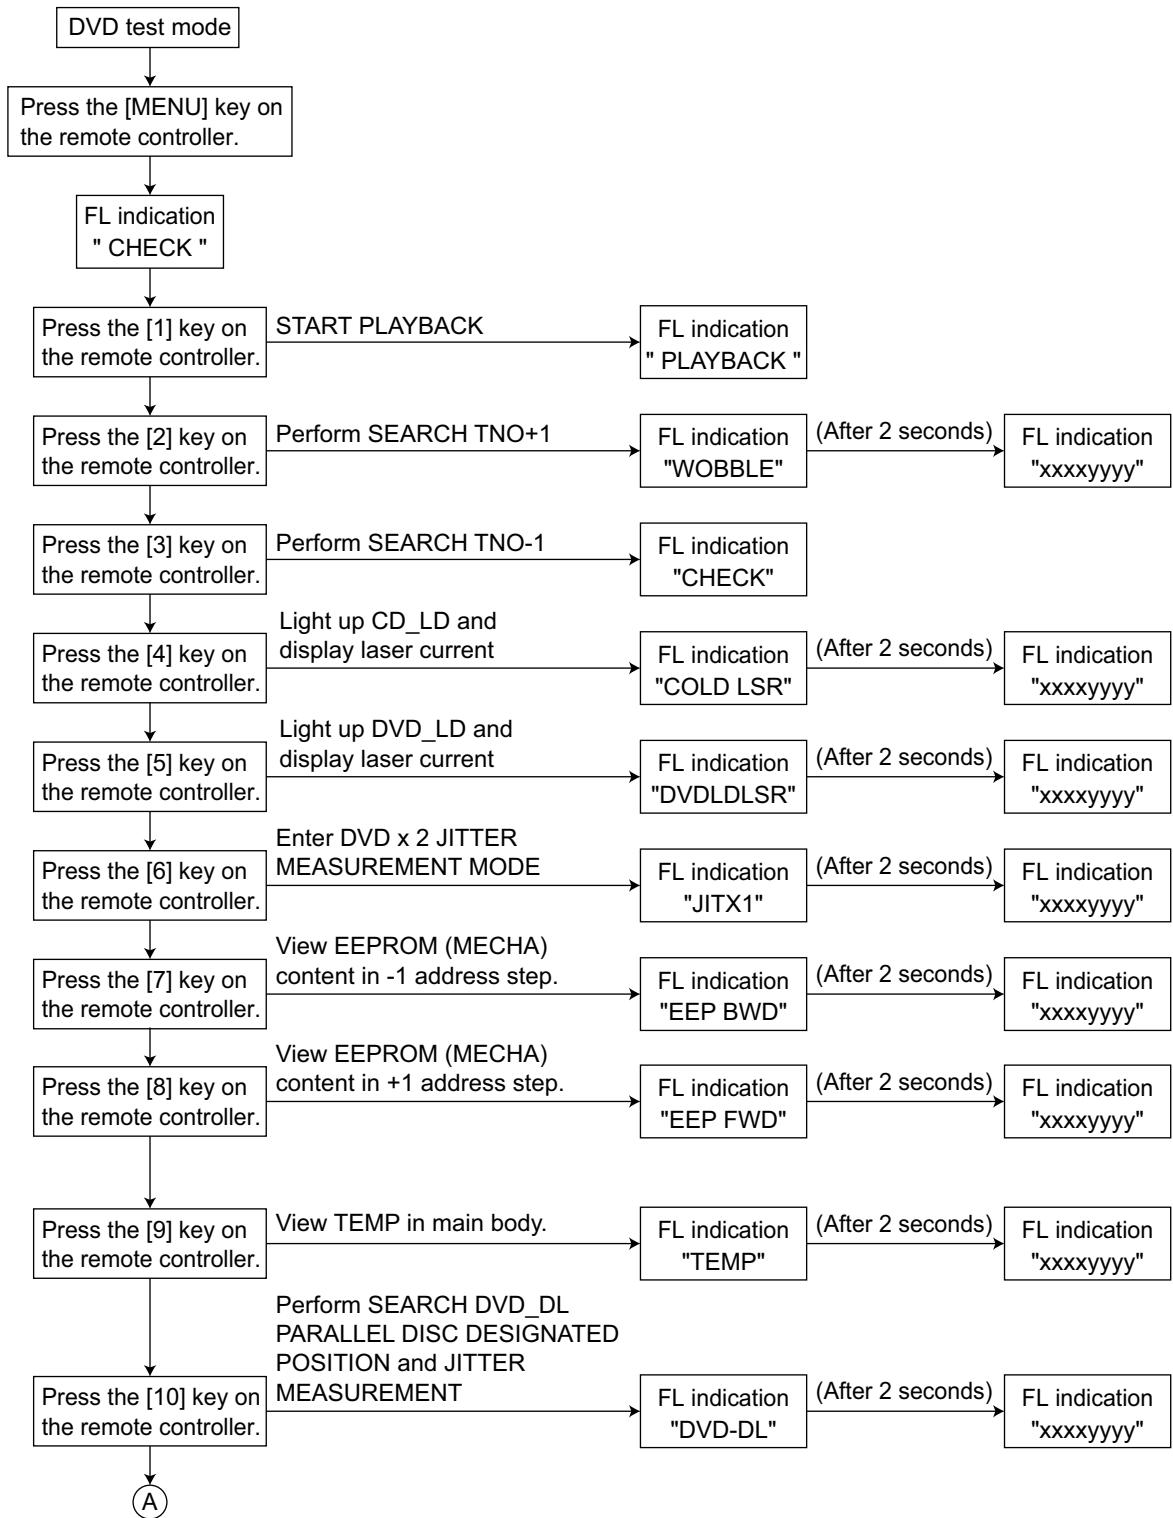 DVD test mode
Press the [MENU] key on
the remote controller.
FL indication
" CHECK "
Press the [1] key on
the remote controller.
START PLAYBACK
FL indication
" PLAYBACK "
Press the [2] key on
the remote controller.
Perform SEARCH TNO+1
FL indication
"WOBBLE"
(After 2 seconds)
FL indication
"xxxxyyyy"
Press the [3] key on
the remote controller.
Perform SEARCH TNO-1
FL indication
"CHECK"
Press the [4] key on
the remote controller.
Light up CD_LD and
display laser current
FL indication
"COLD LSR"
(After 2 seconds)
FL indication
"xxxxyyyy"
Press the [5] key on
the remote controller.
Light up DVD_LD and
display laser current
FL indication
"DVDLDLSR"
(After 2 seconds)
FL indication
"xxxxyyyy"
Press the [6] key on
the remote controller.
Enter DVD x 2 JITTER
MEASUREMENT MODE
FL indication
"JITX1"
(After 2 seconds)
FL indication
"xxxxyyyy"
Press the [7] key on
the remote controller.
View EEPROM (MECHA)
content in -1 address step.
FL indication
"EEP BWD"
(After 2 seconds)
FL indication
"xxxxyyyy"
Press the [8] key on
the remote controller.
View EEPROM (MECHA)
content in +1 address step.
FL indication
"EEP FWD"
(After 2 seconds)
FL indication
"xxxxyyyy"
Press the [9] key on
the remote controller.
View TEMP in main body.
FL indication
"TEMP"
(After 2 seconds)
FL indication
"xxxxyyyy"
Press the [10] key on
the remote controller.
Perform SEARCH DVD_DL
PARALLEL DISC DESIGNATED
POSITION and JITTER
MEASUREMENT
FL indication
"DVD-DL"
(After 2 seconds)
FL indication
"xxxxyyyy"
A